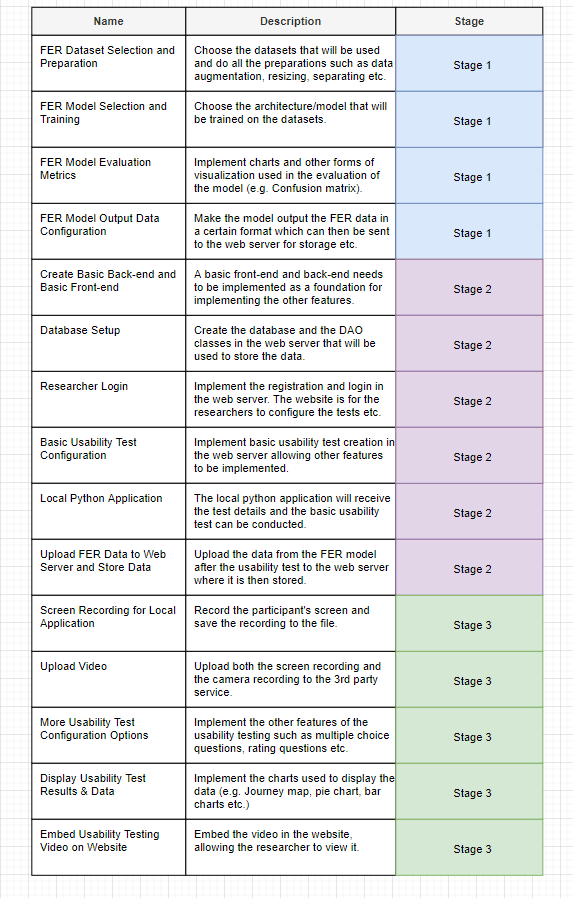 Name Description Stage
FER Dataset Selection and
Preparation
Choose the datasets that will be used
and do all the preparations such as data
augmentation, resizing, separating etc.
Stage 1
FER Model Selection and
Training
Choose the architecture/model that will
be trained on the datasets.
Stage 1
FER Model Evaluation
Metrics
Implement charts and other forms of
visualization used in the evaluation of
the model (e.g. Confusion matrix).
Stage 1
FER Model Output Data
Configuration
Make the model output the FER data in
a certain format which can then be sent
to the web server for storage etc.
Stage 1
Create Basic Back-end and
Basic Front-end
A basic front-end and back-end needs
to be implemented as a foundation for
implementing the other features.
Stage 2
Database Setup
Create the database and the DAO
classes in the web server that will be
used to store the data.
Stage 2
Researcher Login
Implement the registration and login in
the web server. The website is for the
researchers to configure the tests etc.
Stage 2
Basic Usability Test
Configuration
Implement basic usability test creation in
the web server allowing other features
to be implemented.
Stage 2
Local Python Application
The local python application will receive
the test details and the basic usability
test can be conducted.
Stage 2
Upload FER Data to Web
Server and Store Data
Upload the data from the FER model
after the usability test to the web server
where it is then stored.
Stage 2
Screen Recording for Local
Application
Record the participant's screen and
save the recording to the file.
Stage 3
Upload Video
Upload both the screen recording and
the camera recording to the 3rd party
service.
Stage 3
More Usability Test
Configuration Options
Implement the other features of the
usability testing such as multiple choice
questions, rating questions etc.
Stage 3
Display Usability Test
Results & Data
Implement the charts used to display the
data (e.g. Journey map, pie chart, bar
charts etc.)
Stage 3
Embed Usability Testing
Video on Website
Embed the video in the website,
allowing the researcher to view it.
Stage 3